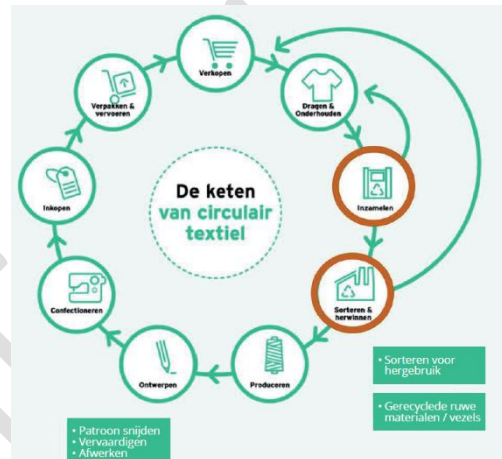 Verkopen
Dragen &
Onderhouden
Inzamelen
Sorteren &
herwinnen
Produceren
Ontwerpen
Confectioneren
Inkopen
Verpakken &
vervoeren
De keten
van circulair
textiel
• Sorteren voor
hergebruik
• Gerecyclede ruwe
materialen / vezels
• Patroon snijden
• Vervaardigen
• Afwerken